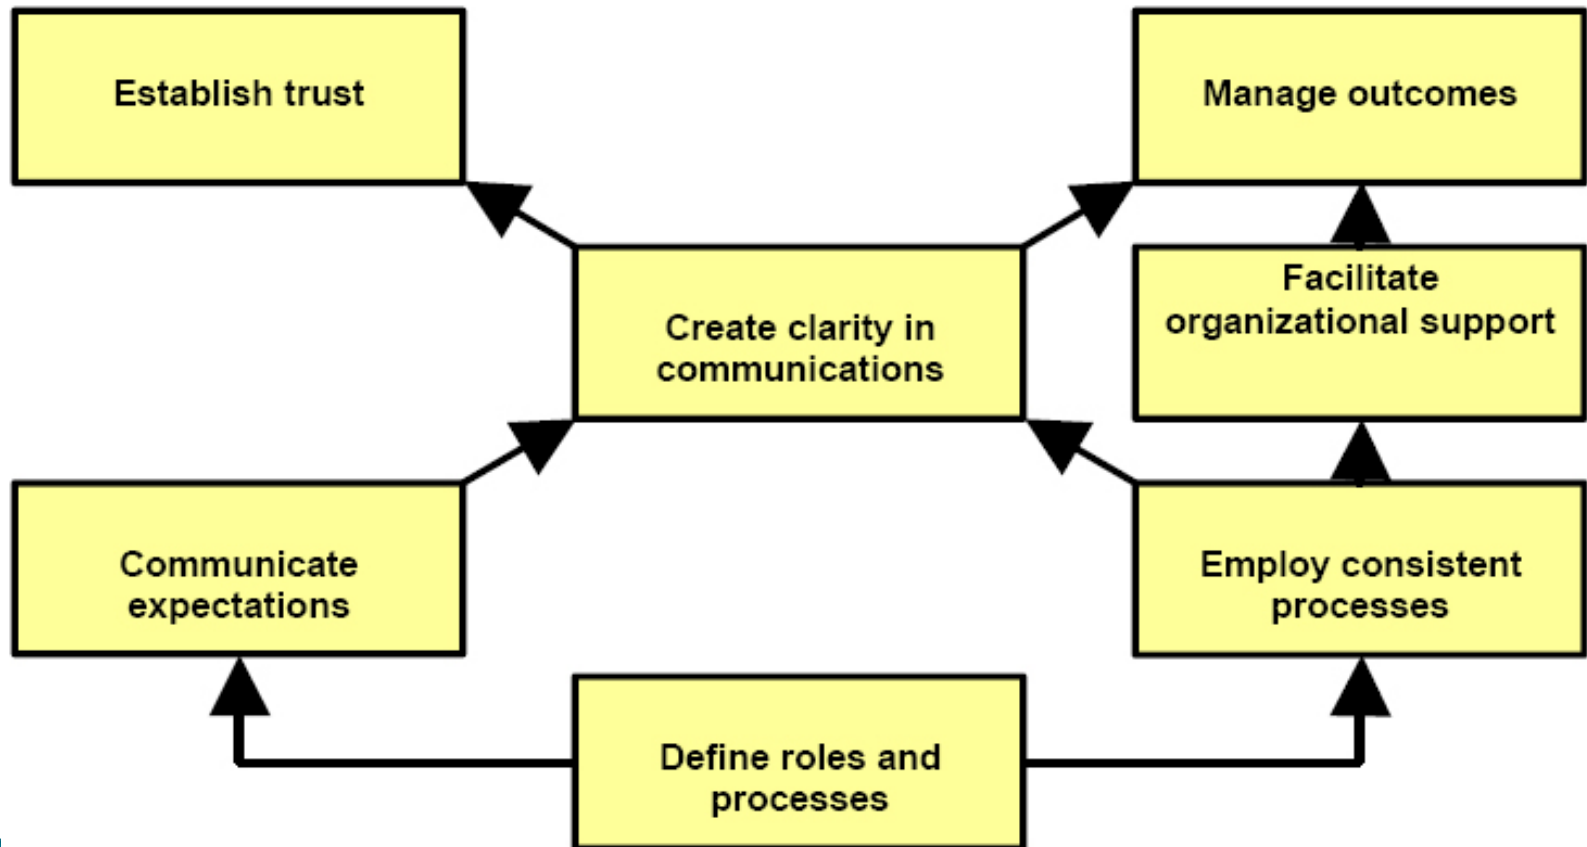 Establish trust
Manage outcomes
Facilitate
organizational support
Create clarity in
communications
Communicate
expectations
Employ consistent
processes
Define roles and
processes